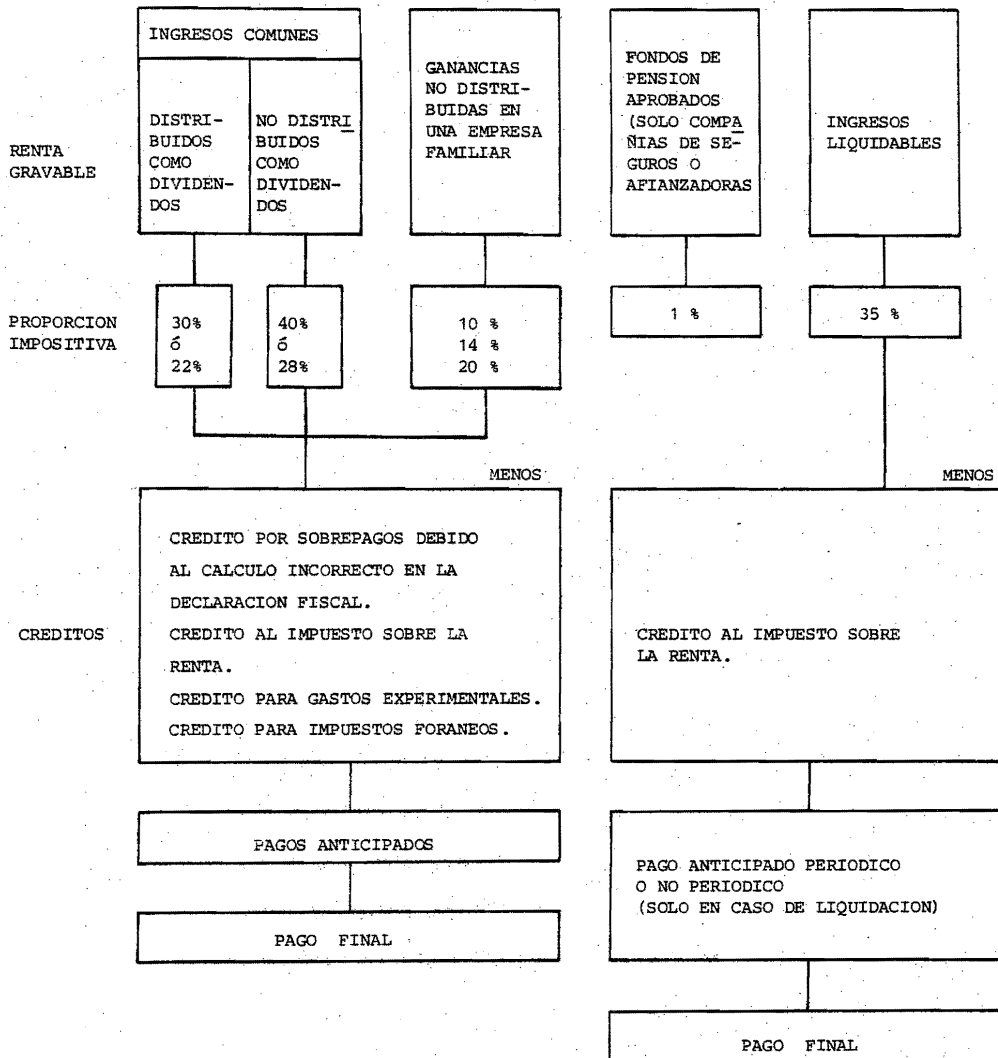 INGRESOS COMUNES
RENTA
GRAVABLE
DISTRI-
BUIDOS
COMO
DIVIDEN-
DOS
NO DISTRI
BUIDOS
COMO
DIVIDEN-
DOS
GANANCIAS
NO DISTRI-
BUIDAS EN
UNA EMPRESA
FAMILIAR
FONDOS DE
PENSION
APROBADOS
(SOLO COMPA
ÑIAS DE SE-
GUROS O
AFIANZADORAS
INGRESOS
LIQUIDABLES
PROPORCION
IMPOSITIVA
30%
ó
22%
40%
ó
28%
10 %
14 %
20 %
1 %
35 %
MENOS
MENOS
CREDITOS
CREDITO POR SOBREPAGOS DEBIDO
AL CALCULO INCORRECTO EN LA
DECLARACION FISCAL.
CREDITO AL IMPUESTO SOBRE LA
RENTA.
CREDITO PARA GASTOS EXPERIMENTALES.
CREDITO PARA IMPUESTOS FORANEOS.
CREDITO AL IMPUESTO SOBRE
LA RENTA.
PAGOS ANTICIPADOS
PAGO FINAL
PAGO ANTICIPADO PERIODICO
O NO PERIODICO
(SOLO EN CASO DE LIQUIDACION)
PAGO FINAL